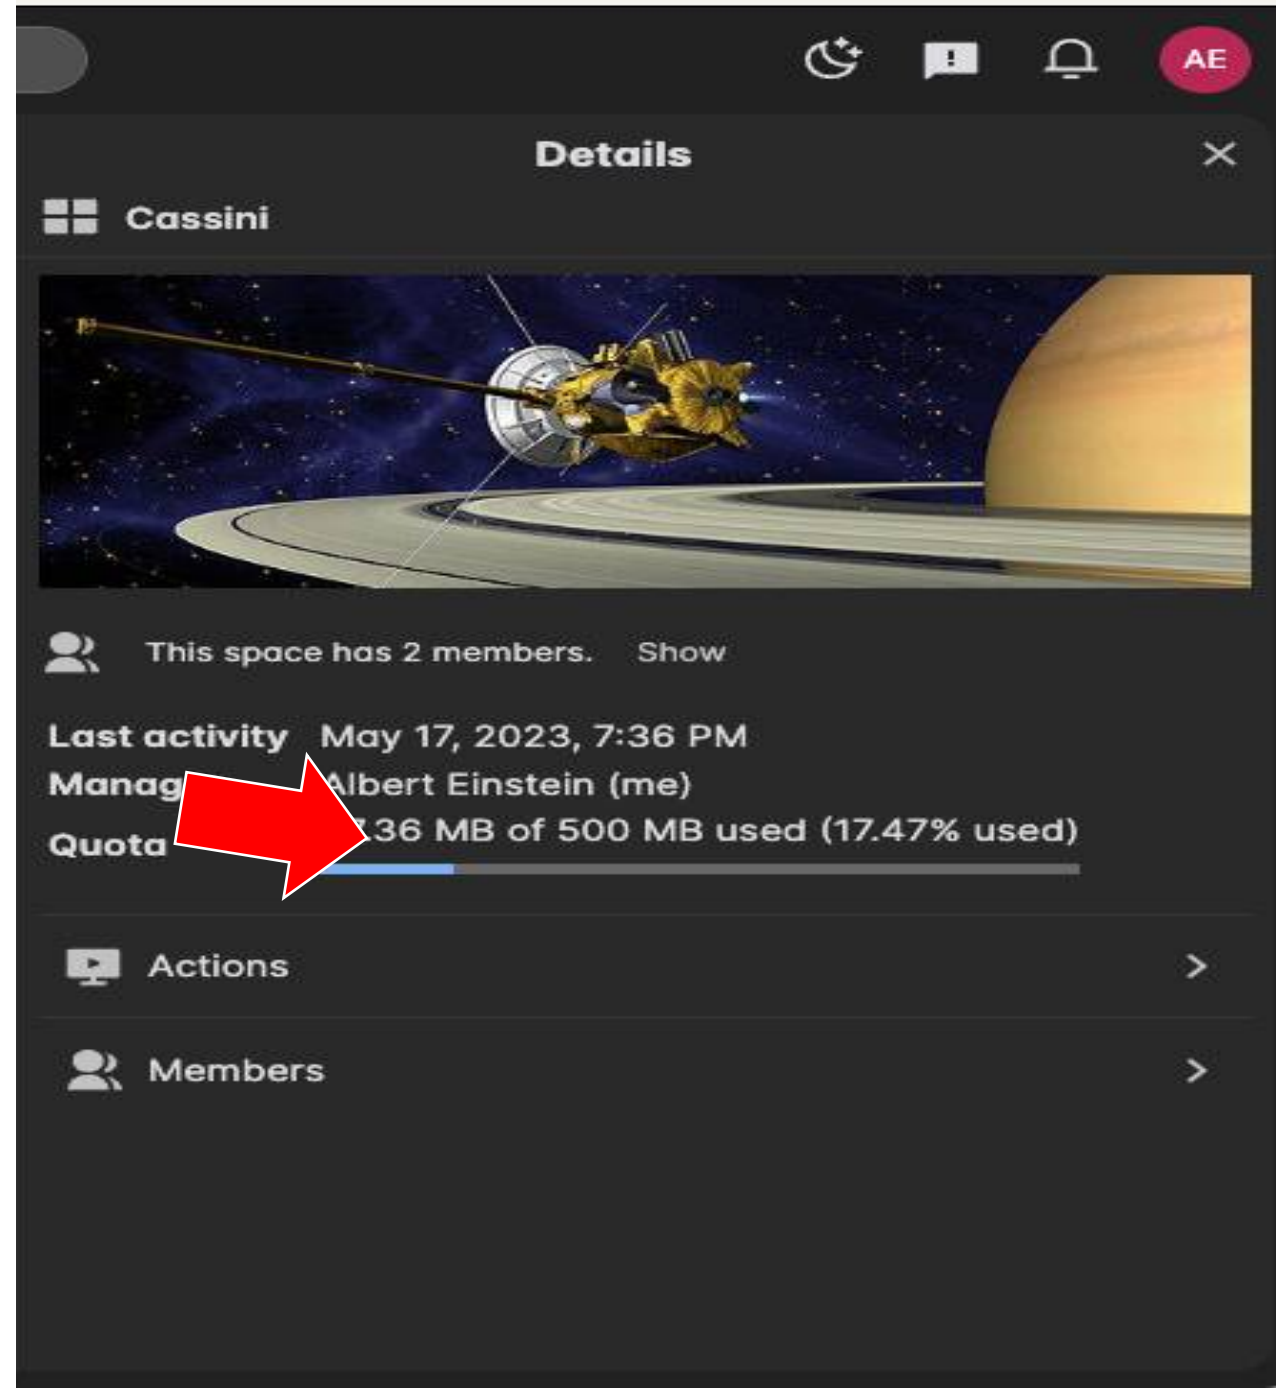 AE
Details
Cassini
This space has 2 members. Show
Last activity May 17, 2023, 7:36 PM
Albert Einstein (me)
Quota MB of 500 MB used (17.47% used)
Actions
Members